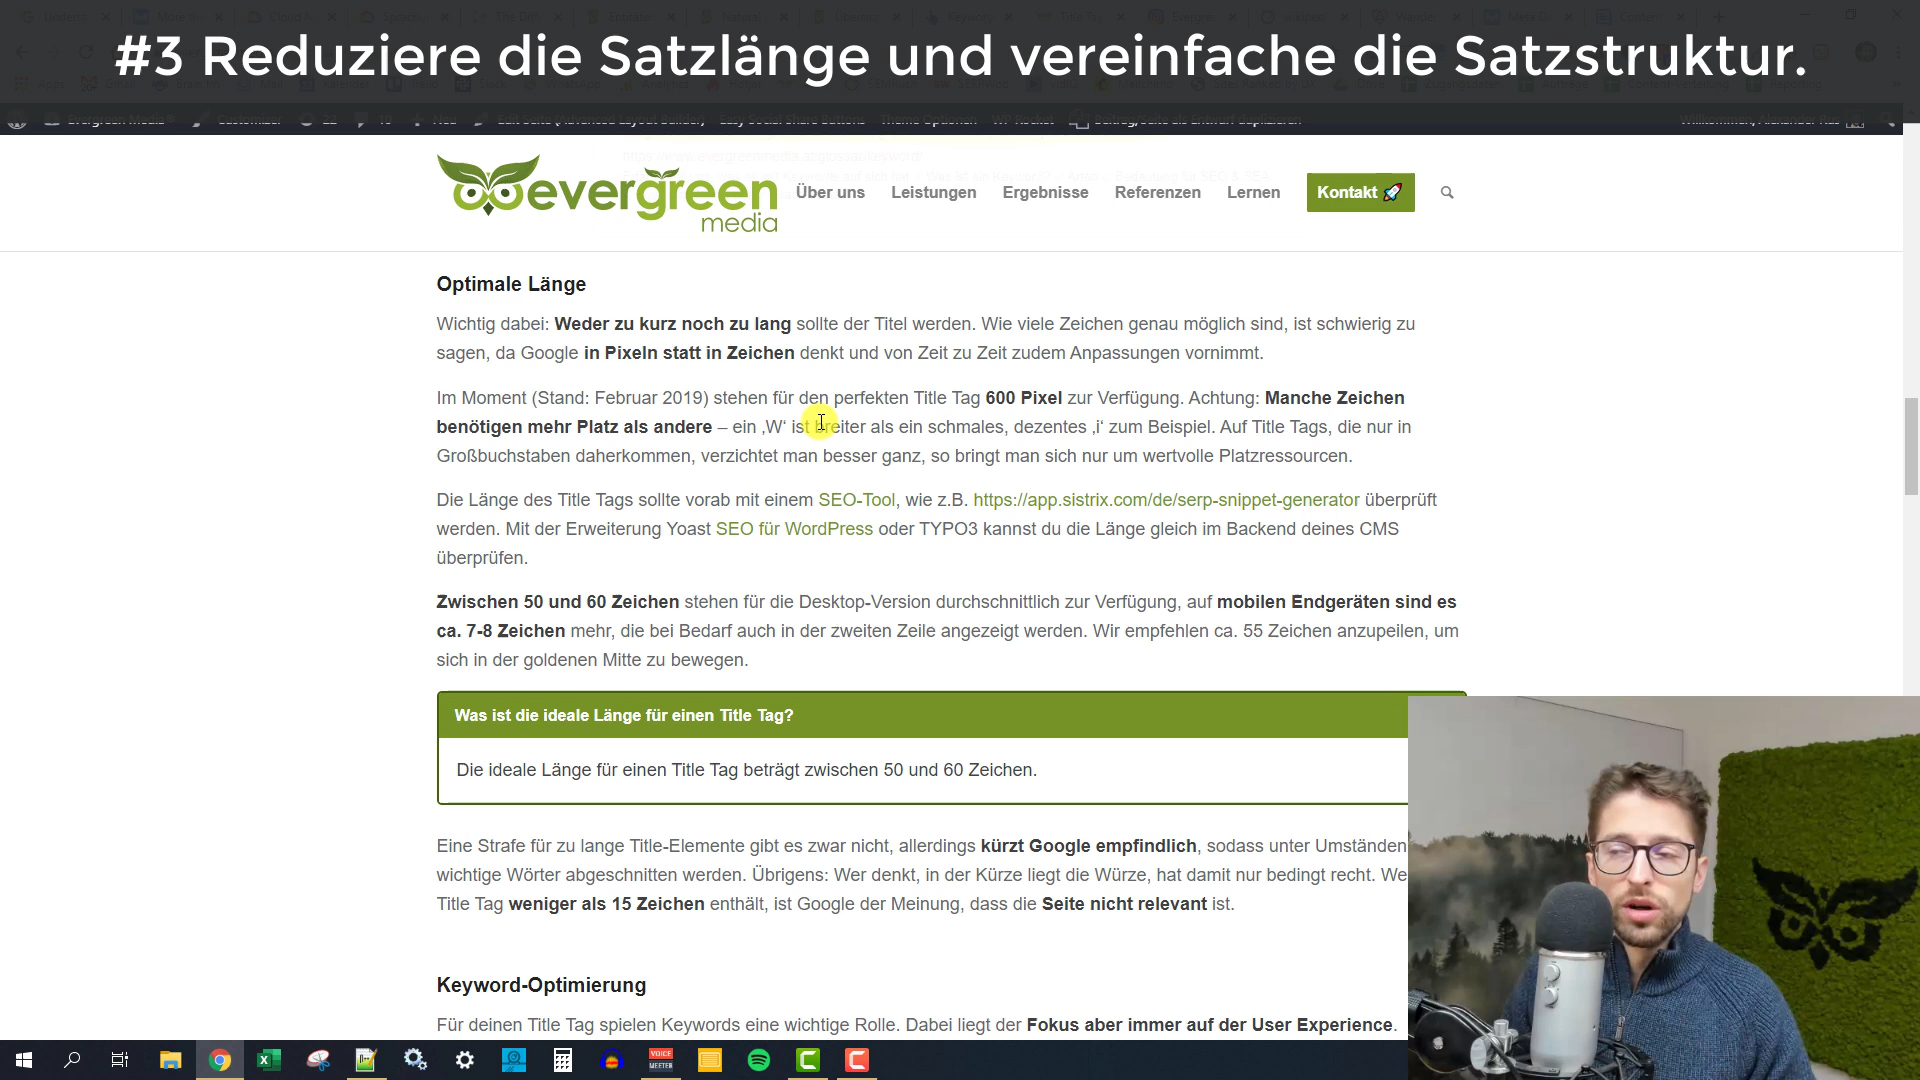 #3 Reduziere die Satzlänge und vereinfache die Satzstruktur.
evergreen
media
Über uns Leistungen Ergebnisse Referenzen Lernen Kontakt
Optimale Länge
Wichtig dabei: Weder zu kurz noch zu lang sollte der Titel werden. Wie viele Zeichen genau möglich sind, ist schwierig zu
sagen, da Google in Pixeln statt in Zeichen denkt und von Zeit zu Zeit zudem Anpassungen vornimmt.
Im Moment (Stand: Februar 2019) stehen für den perfekten Title Tag 600 Pixel zur Verfügung. Achtung: Manche Zeichen
benötigen mehr Platz als andere – ein ‚W‘ ist breiter als ein schmales, dezentes ‚i‘ zum Beispiel. Auf Title Tags, die nur in
Großbuchstaben daherkommen, verzichtet man besser ganz, so bringt man sich nur um wertvolle Platzressourcen.
Die Länge des Title Tags sollte vorab mit einem SEO-Tool, wie z.B. https://app.sistrix.com/de/serp-snippet-generator überprüft
werden. Mit der Erweiterung Yoast SEO für WordPress oder TYPO3 kannst du die Länge gleich im Backend deines CMS
überprüfen.
Zwischen 50 und 60 Zeichen stehen für die Desktop-Version durchschnittlich zur Verfügung, auf mobilen Endgeräten sind es
ca. 7-8 Zeichen mehr, die bei Bedarf auch in der zweiten Zeile angezeigt werden. Wir empfehlen ca. 55 Zeichen anzupeilen, um
sich in der goldenen Mitte zu bewegen.
Was ist die ideale Länge für einen Title Tag?
Die ideale Länge für einen Title Tag beträgt zwischen 50 und 60 Zeichen.
Eine Strafe für zu lange Title-Elemente gibt es zwar nicht, allerdings kürzt Google empfindlich, sodass unter Umständen
wichtige Wörter abgeschnitten werden. Übrigens: Wer denkt, in der Kürze liegt die Würze, hat damit nur bedingt recht. We
Title Tag weniger als 15 Zeichen enthält, ist Google der Meinung, dass die Seite nicht relevant ist.
Keyword-Optimierung
Für deinen Title Tag spielen Keywords eine wichtige Rolle. Dabei liegt der Fokus aber immer auf der User Experience.
VOICE
MEETER